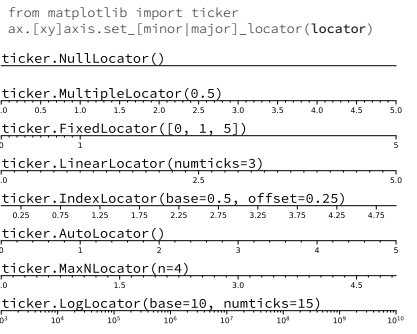 from matplotlib import ticker
ax.[xy]axis.set_[minor|major]_locator(locator)
ticker.NullLocator()
ticker.MultipleLocator(0.5)
.0 0.5 1.0 1.5 2.0 2.5 3.0 3.5 4.0 4.5 5.0
ticker.FixedLocator([0, 1, 5])
0 1 5
ticker.LinearLocator(numticks=3)
.0 2.5 5.0
ticker.IndexLocator(base=0.5, offset=0.25)
0.25 0.75 1.25 1.75 2.25 2.75 3.25 3.75 4.25 4.75
ticker.AutoLocator()
0 1 2 3 4 5
ticker.MaxNLocator(n=4)
.0 1.5 3.0 4.5
ticker.LogLocator(base=10, numticks=15)
0³ 10⁴ 10⁵ 10⁶ 10⁷ 10⁸ 10⁹ 10¹⁰